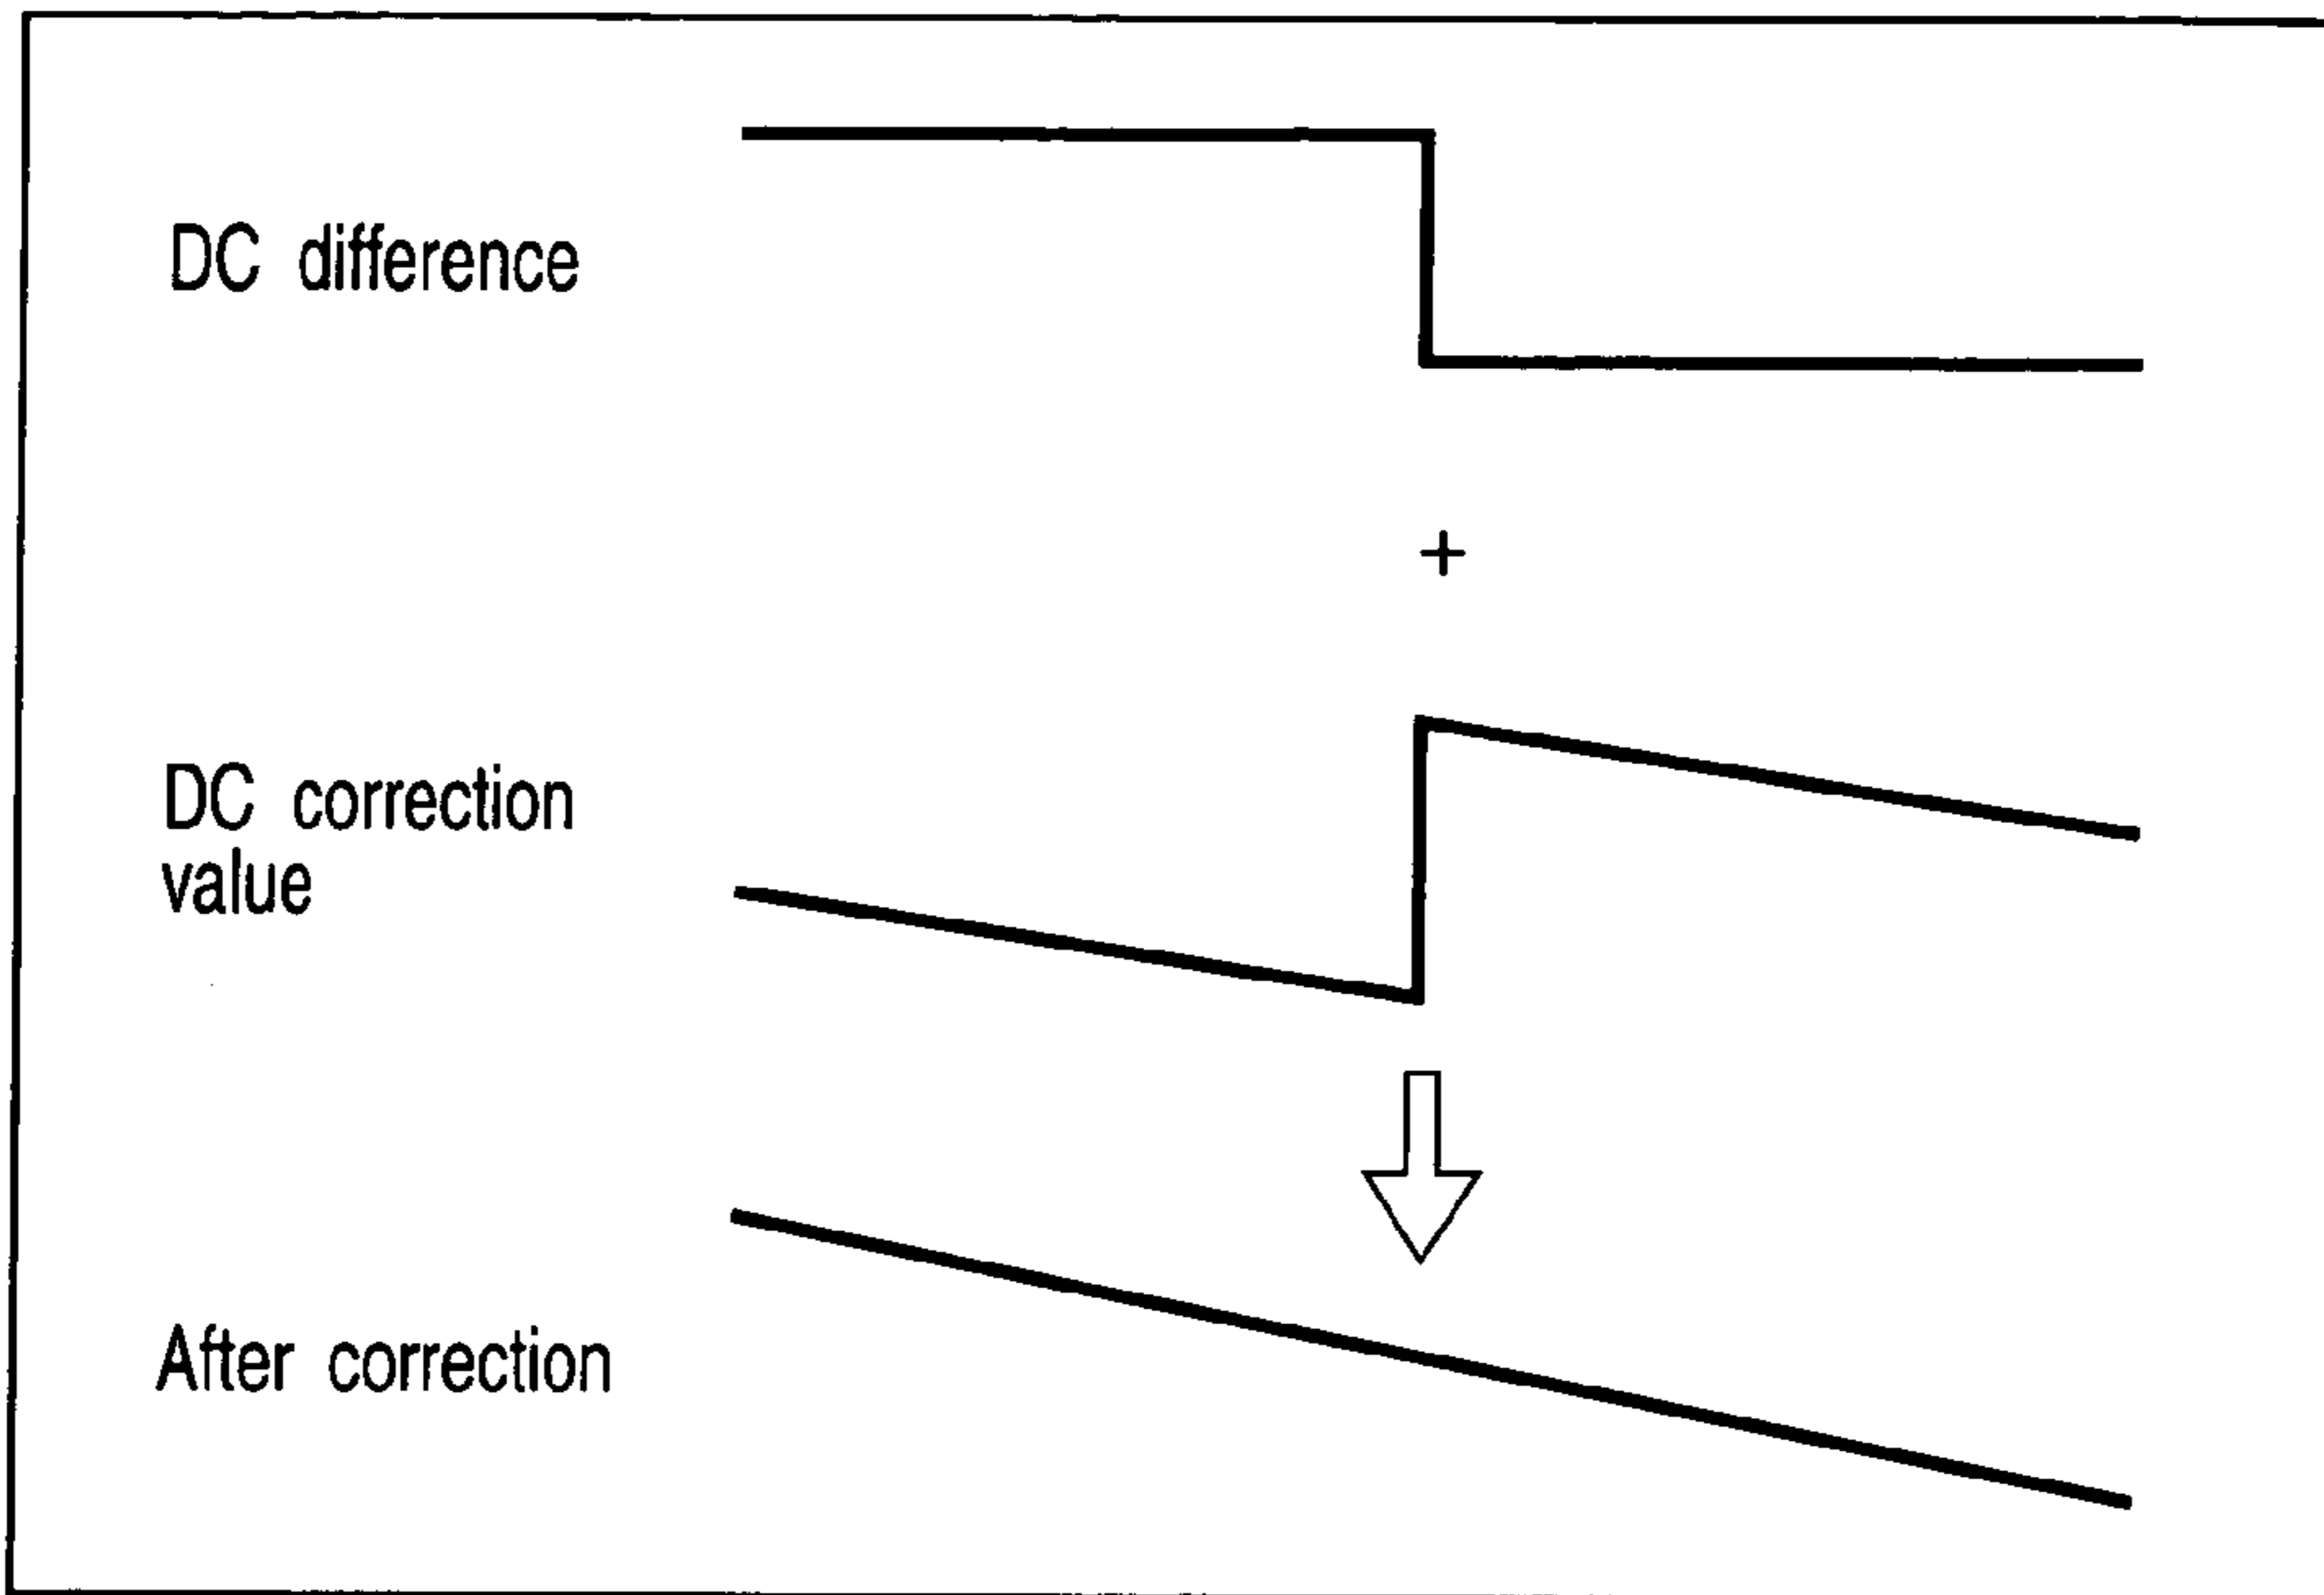 DC difference
+
DC correction
value
After correction